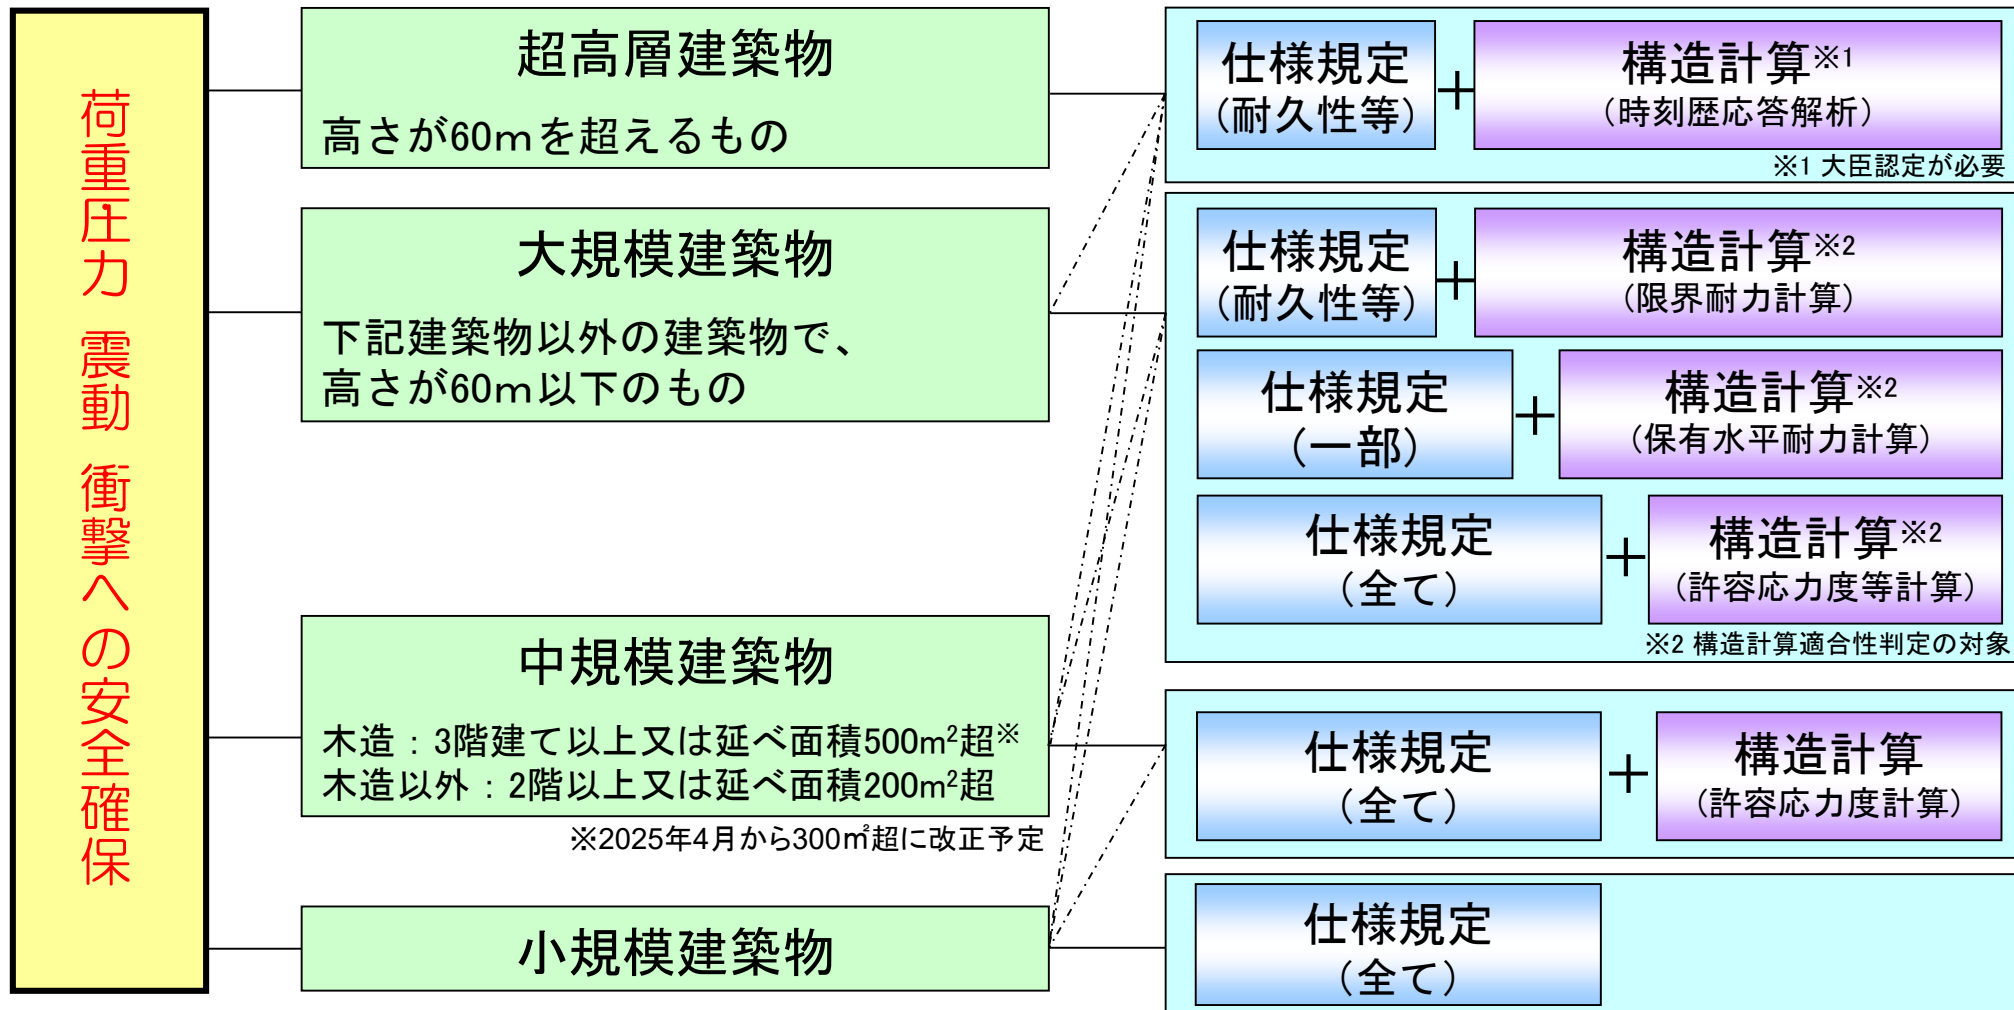 荷重圧力 震動 衝撃への安全確保
超高層建築物
高さが60mを超えるもの
大規模建築物
下記建築物以外の建築物で、
高さが60m以下のもの
中規模建築物
木造：3階建て以上又は延べ面積500m²超※
木造以外：2階以上又は延べ面積200m²超
※2025年4月から300㎡超に改正予定
小規模建築物
仕様規定
(耐久性等)
＋
構造計算※1
(時刻歴応答解析)
※1 大臣認定が必要
仕様規定
(耐久性等)
＋
構造計算※2
(限界耐力計算)
仕様規定
(一部)
＋
構造計算※2
(保有水平耐力計算)
仕様規定
(全て)
＋
構造計算※2
(許容応力度等計算)
※2 構造計算適合性判定の対象
仕様規定
(全て)
＋
構造計算
(許容応力度計算)
仕様規定
(全て)